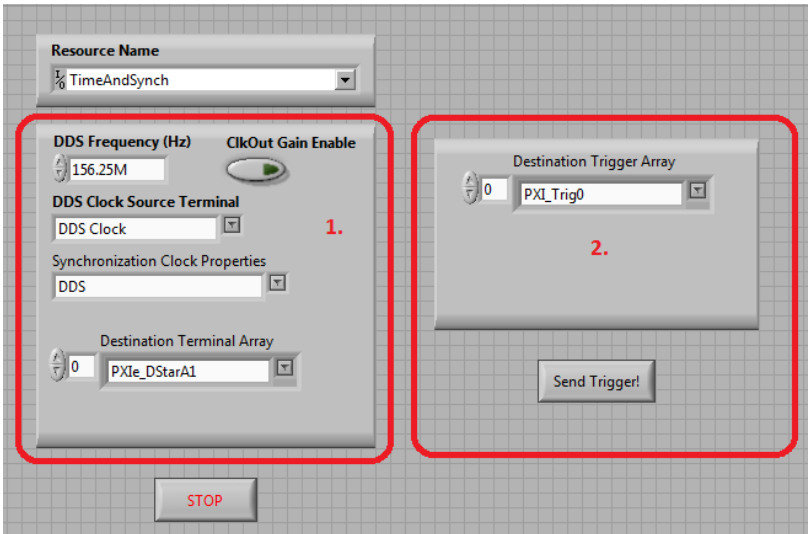 Resource Name
I/O TimeAndSynch
DDS Frequency (Hz) ClkOut Gain Enable
156.25M
DDS Clock Source Terminal
DDS Clock
1.
Synchronization Clock Properties
DDS
Destination Terminal Array
0 PXIe_DStarA1
STOP
Destination Trigger Array
0 PXI_Trig0
2.
Send Trigger!